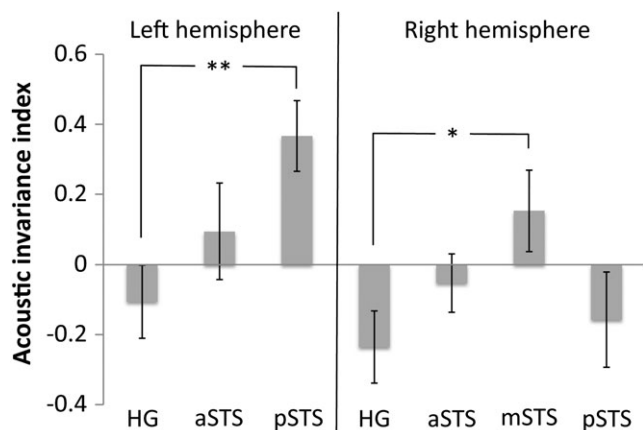 Left hemisphere
Right hemisphere
Acoustic invariance index
0.6
0.4
0.2
0
-0.2
-0.4
**
*
HG aSTS pSTS
HG aSTS mSTS pSTS